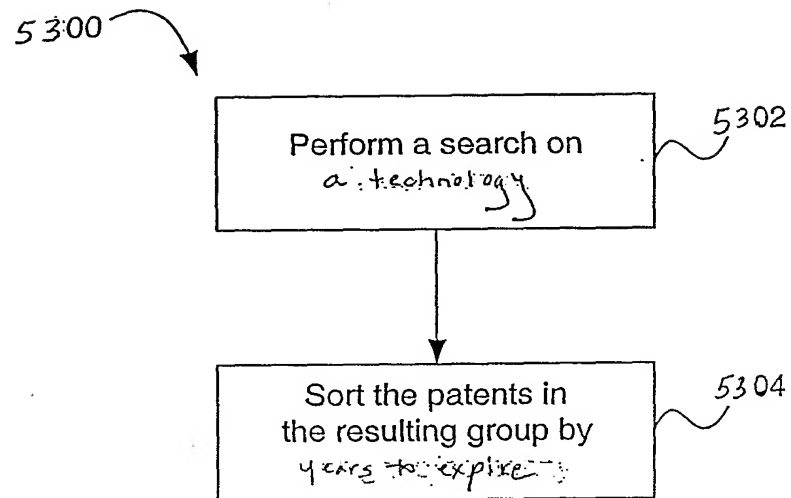 5300
5302
Perform a search on
a technology
5304
Sort the patents in
the resulting group by
years to expire